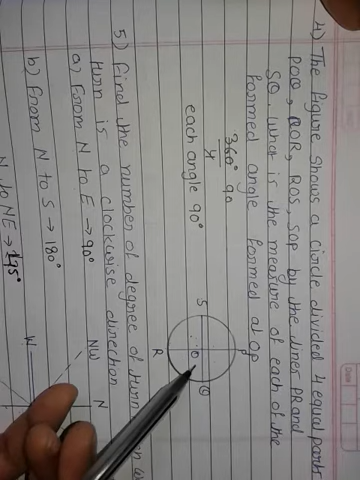 4) The figure shows a circle divided 4 equal part
POQ, QOR, ROS, SOP by the lines PR and
SQ. What is the measure of each of the
formed angle formed at Op
360° 90
4
each angle 90°
S
P
O
R
Q
5) Find the number of degree of turn
turn is a clockwise direction
a) From N to E → 90°
b) From N to S → 180°
N to NE →
NW
N
W
Date